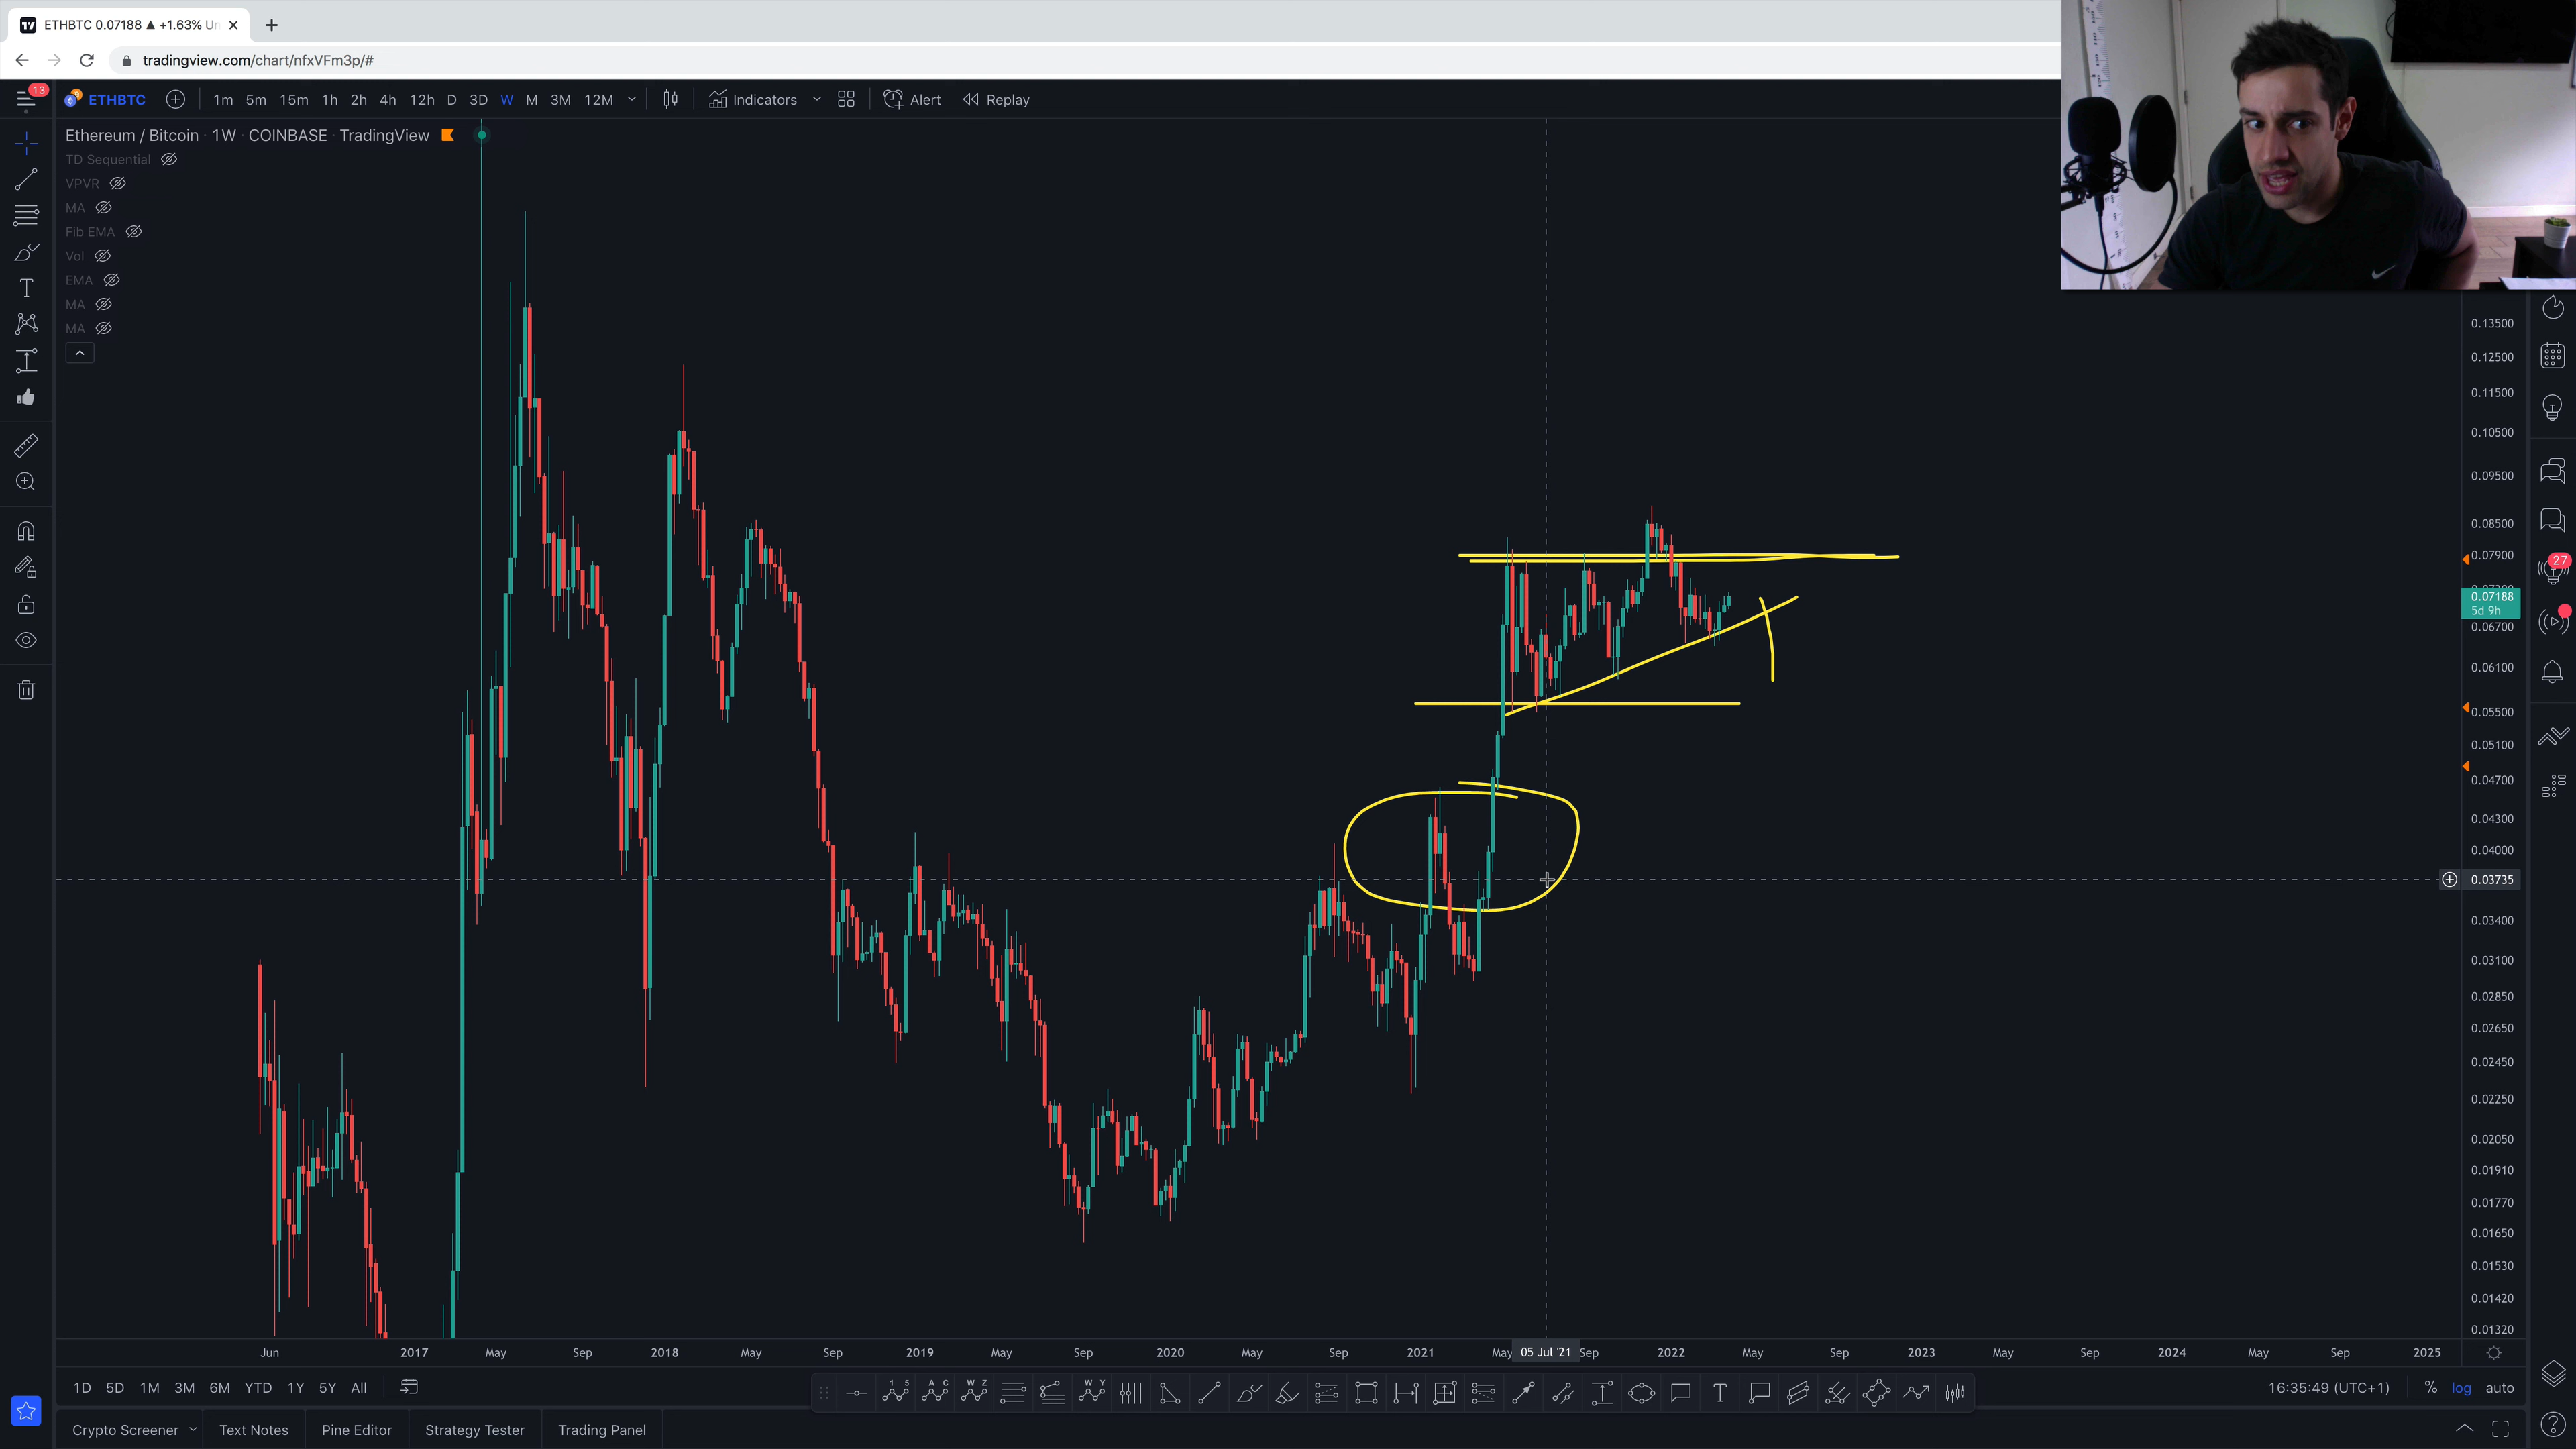 ETHBTC 0.07188 ▲ +1.63% Un
tradingview.com/chart/nfxVFm3p/#
13
ETHBTC 1m 5m 15m 1h 2h 4h 12h D 3D W M 3M 12M Indicators Alert Replay
Ethereum / Bitcoin · 1W · COINBASE · TradingView
TD Sequential
VPVR
MA
Fib EMA
Vol
EMA
MA
MA
0.13500
0.12500
0.11500
0.10500
0.09500
0.08500
0.07900
27
0.07188
5d 9h
0.06700
0.06100
0.05500
0.05100
0.04700
0.04300
0.04000
0.03735
0.03400
0.03100
0.02850
0.02650
0.02450
0.02250
0.02050
0.01910
0.01770
0.01650
0.01530
0.01420
0.01320
Jun 2017 May Sep 2018 May Sep 2019 May Sep 2020 May Sep 2021 May 05 Jul '21 Sep 2022 May Sep 2023 May Sep 2024 May Sep 2025
1D 5D 1M 3M 6M YTD 1Y 5Y All 16:35:49 (UTC+1) % log auto
Crypto Screener Text Notes Pine Editor Strategy Tester Trading Panel